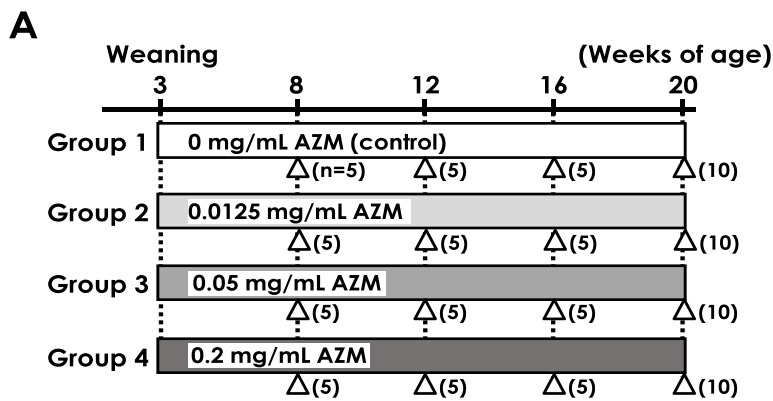 A
Weaning (Weeks of age)
3 8 12 16 20
Group 1 0 mg/mL AZM (control)
(n=5) (5) (5) (10)
Group 2 0.0125 mg/mL AZM
(5) (5) (5) (10)
Group 3 0.05 mg/mL AZM
(5) (5) (5) (10)
Group 4 0.2 mg/mL AZM
(5) (5) (5) (10)